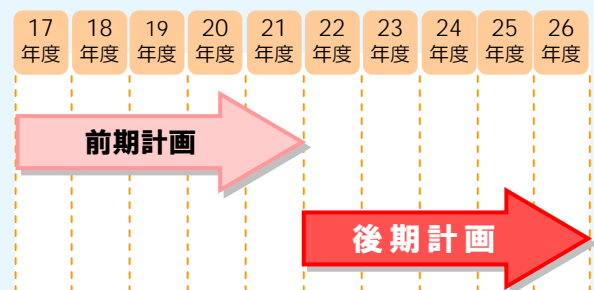 17 18 19 20 21 22 23 24 25 26
年度 年度 年度 年度 年度 年度 年度 年度 年度 年度
前期計画
後期計画